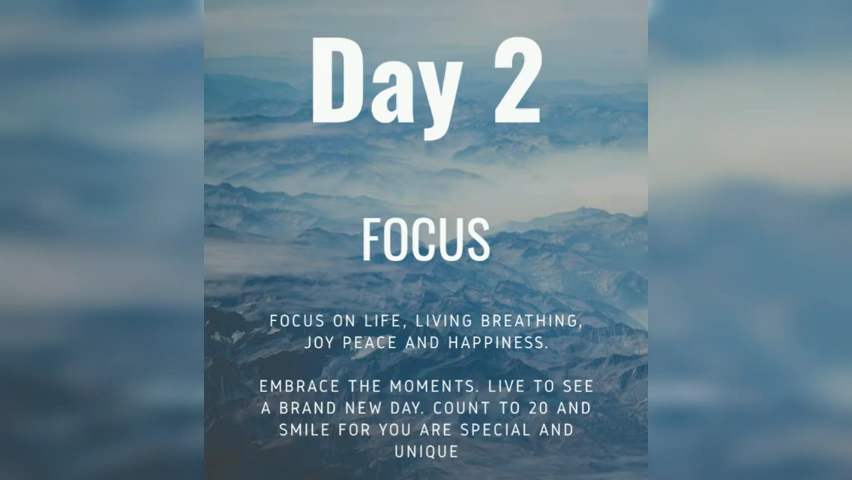 Day 2
FOCUS
FOCUS ON LIFE, LIVING BREATHING,
JOY PEACE AND HAPPINESS.
EMBRACE THE MOMENTS. LIVE TO SEE
A BRAND NEW DAY. COUNT TO 20 AND
SMILE FOR YOU ARE SPECIAL AND
UNIQUE